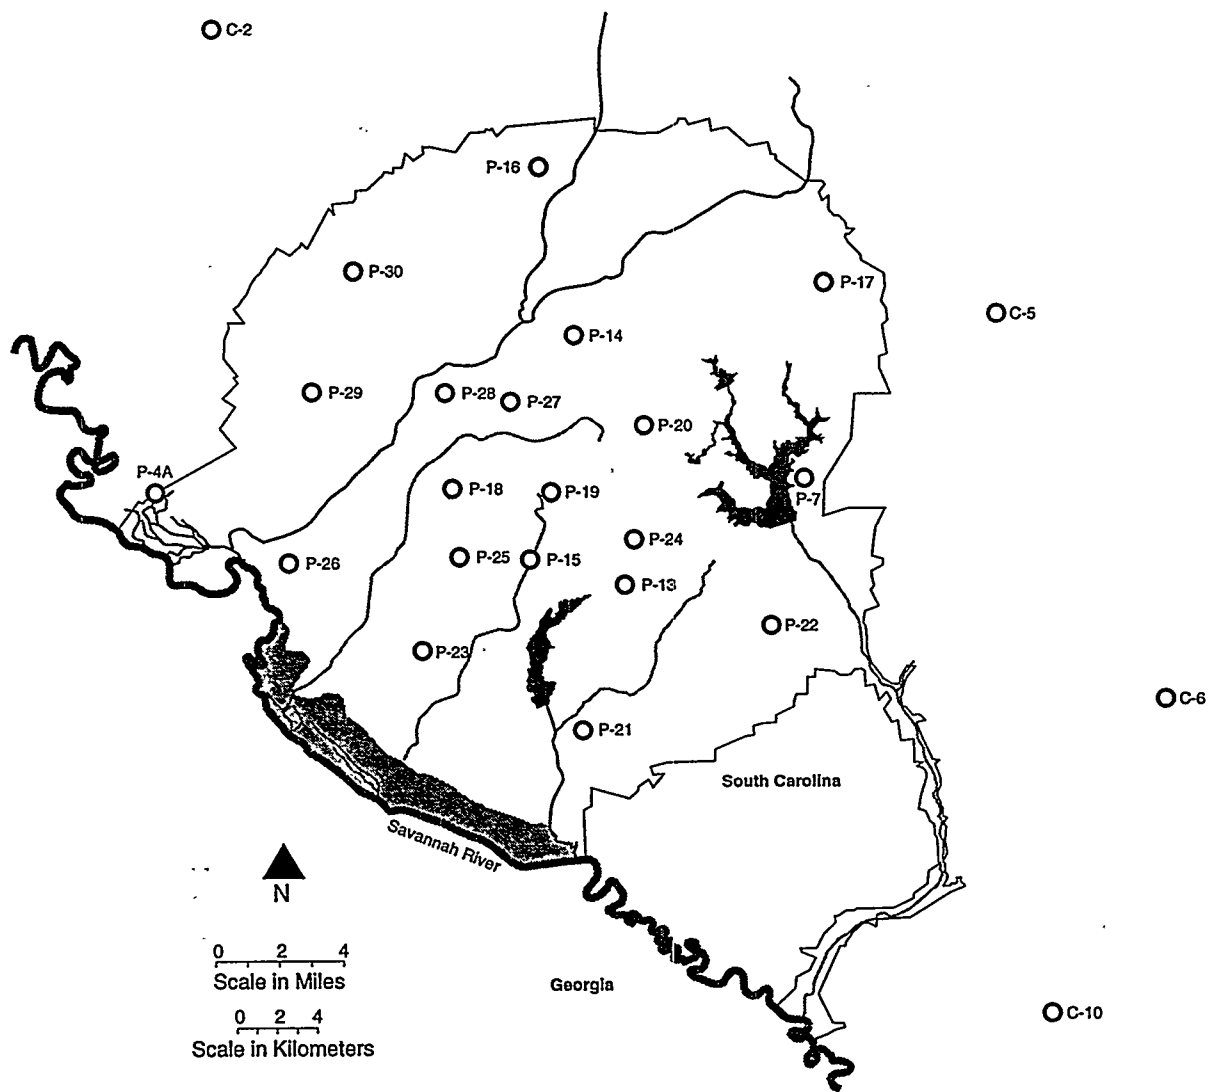 C-2
P-16
P-30
P-17
C-5
P-14
P-29
P-28
P-27
P-20
P-4A
P-18
P-19
P-7
P-24
P-25
P-15
P-26
P-13
P-22
P-23
C-6
P-21
South Carolina
Savannah River
N
0 2 4
Scale in Miles
Georgia
0 2 4
Scale in Kilometers
C-10